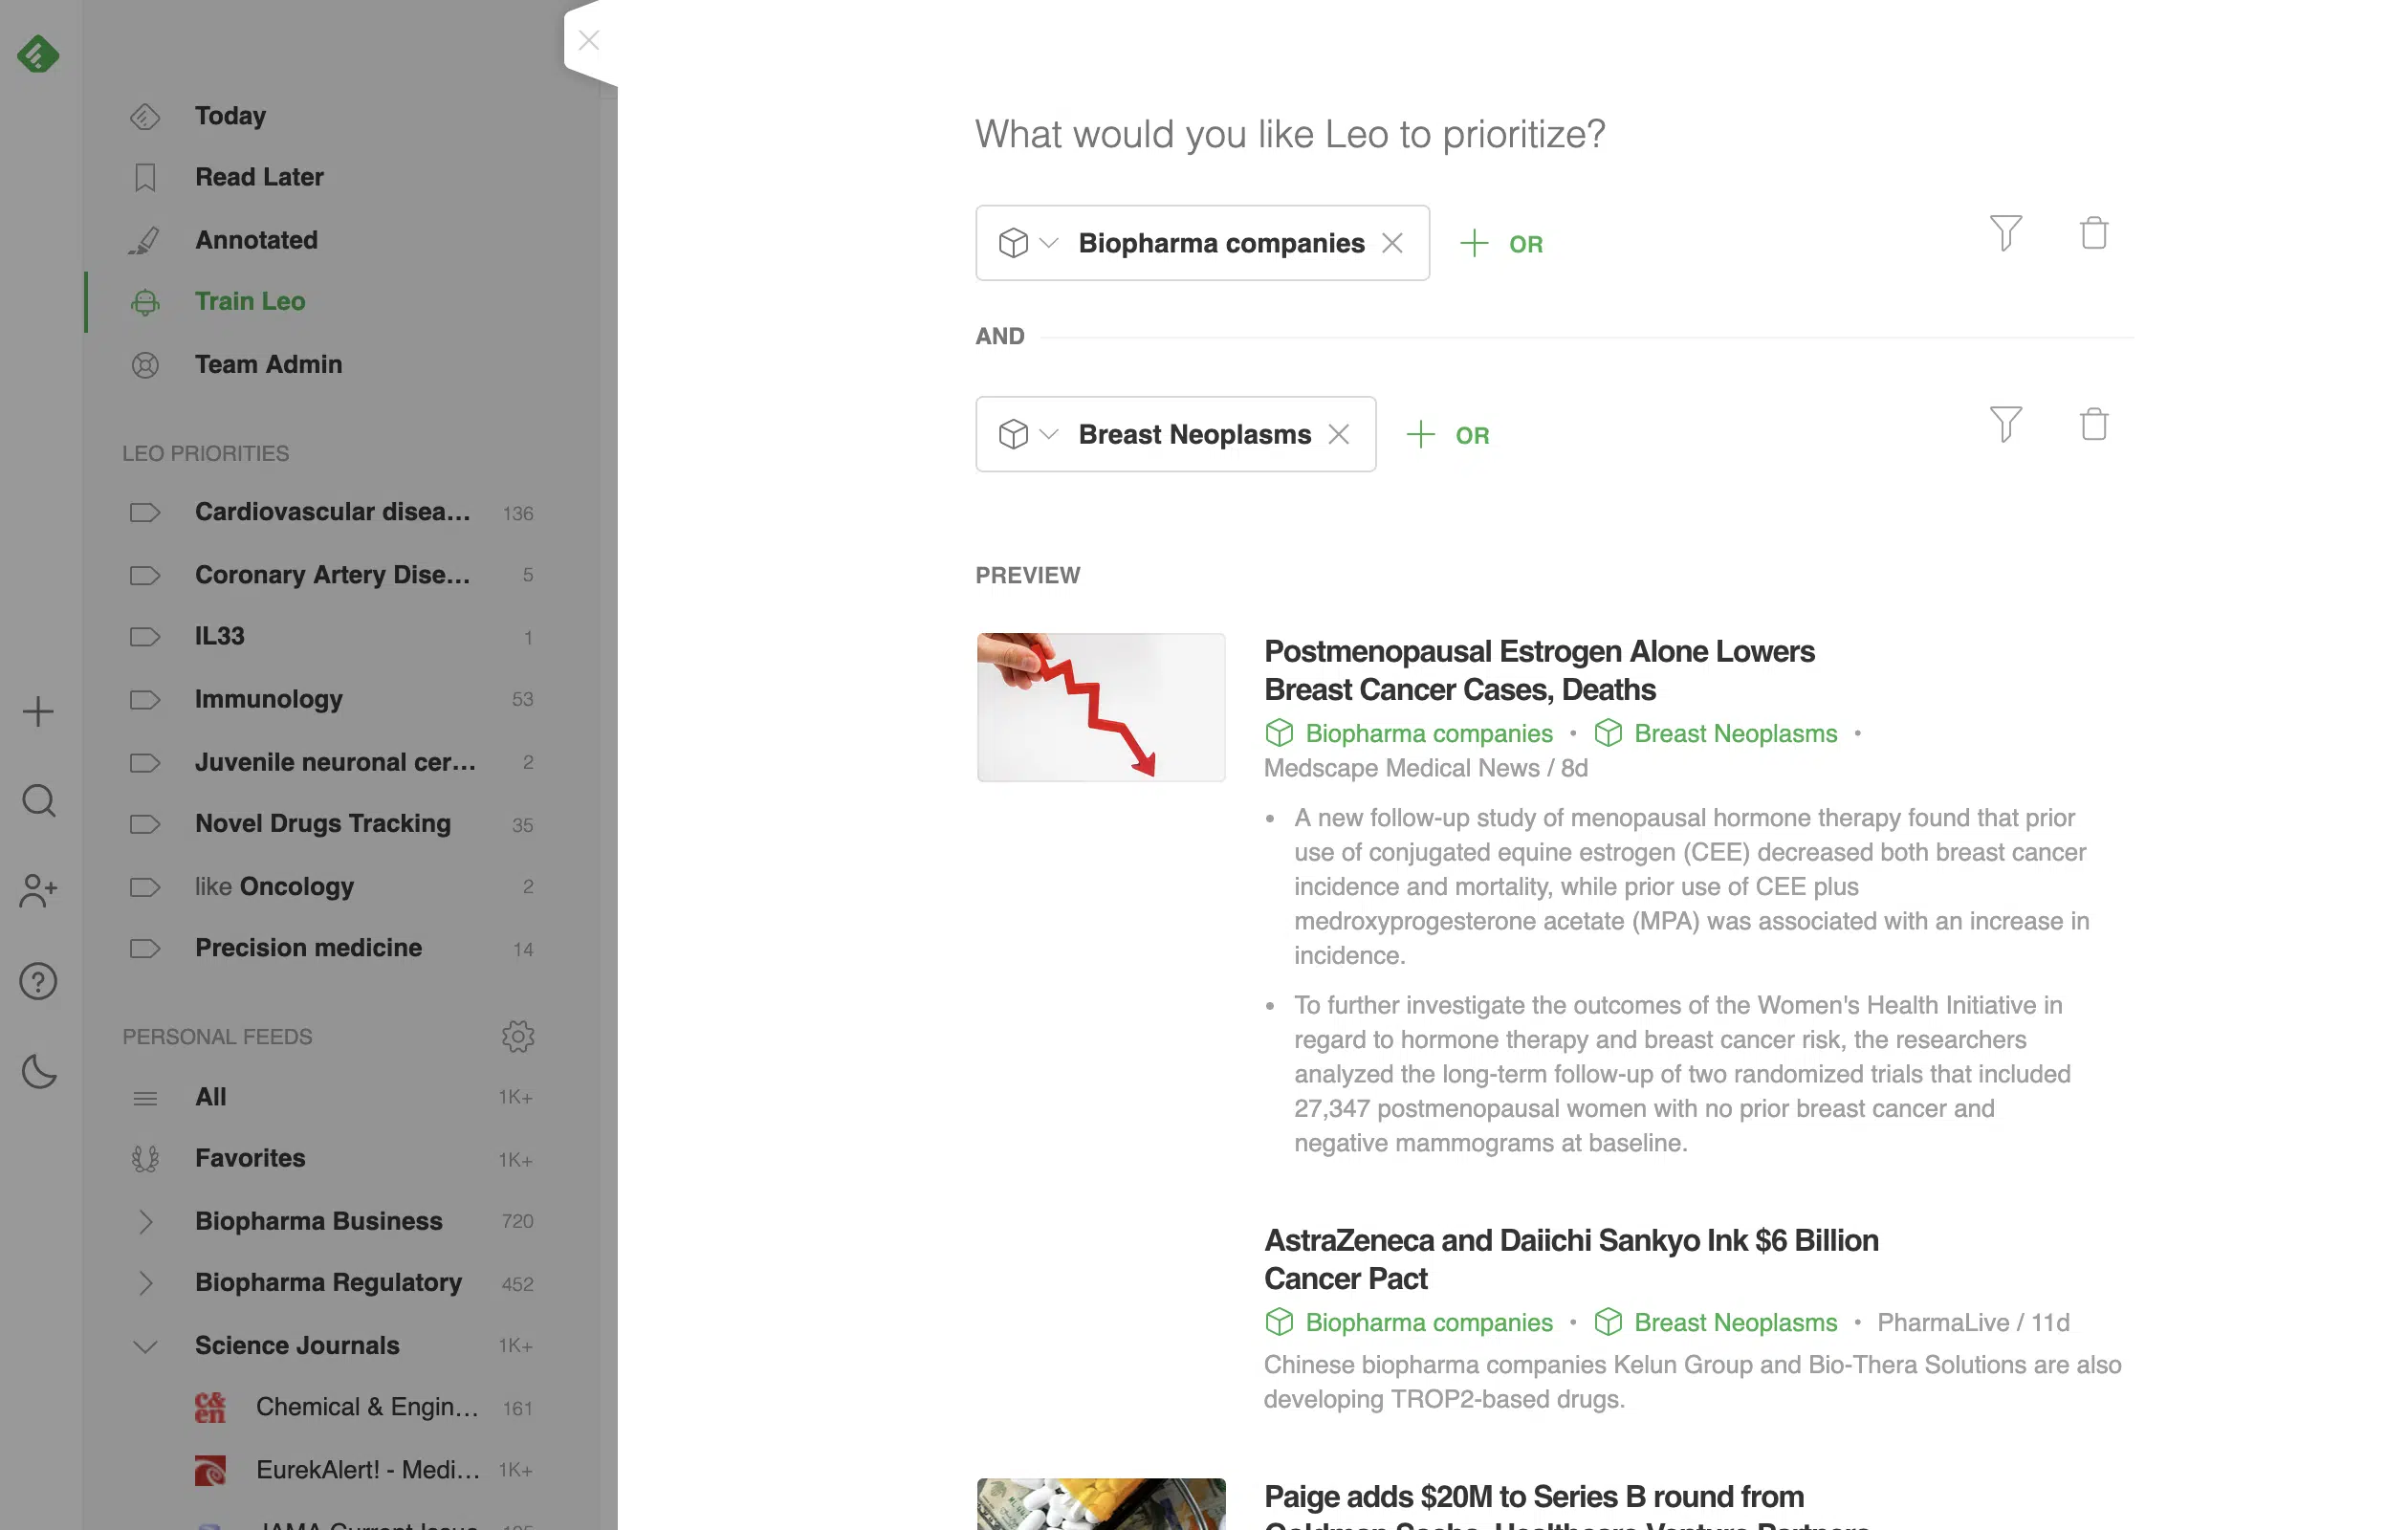 Today
Read Later
Annotated
Train Leo
Team Admin
LEO PRIORITIES
Cardiovascular disea... 136
Coronary Artery Dise... 5
IL33 1
Immunology 53
Juvenile neuronal cer... 2
Novel Drugs Tracking 35
like Oncology 2
Precision medicine 14
PERSONAL FEEDS
All 1K+
Favorites 1K+
Biopharma Business 720
Biopharma Regulatory 452
Science Journals 1K+
c&en
Chemical & Engin... 161
EurekAlert! - Medi... 1K+
JAMA Current Issue
What would you like Leo to prioritize?
Biopharma companies + OR
AND
Breast Neoplasms + OR
PREVIEW
Postmenopausal Estrogen Alone Lowers
Breast Cancer Cases, Deaths
Biopharma companies • Breast Neoplasms •
Medscape Medical News / 8d
• A new follow-up study of menopausal hormone therapy found that prior
use of conjugated equine estrogen (CEE) decreased both breast cancer
incidence and mortality, while prior use of CEE plus
medroxyprogesterone acetate (MPA) was associated with an increase in
incidence.
• To further investigate the outcomes of the Women's Health Initiative in
regard to hormone therapy and breast cancer risk, the researchers
analyzed the long-term follow-up of two randomized trials that included
27,347 postmenopausal women with no prior breast cancer and
negative mammograms at baseline.
AstraZeneca and Daiichi Sankyo Ink $6 Billion
Cancer Pact
Biopharma companies • Breast Neoplasms • PharmaLive / 11d
Chinese biopharma companies Kelun Group and Bio-Thera Solutions are also
developing TROP2-based drugs.
Paige adds $20M to Series B round from
Goldman Sachs, Healthcare Venture Partners